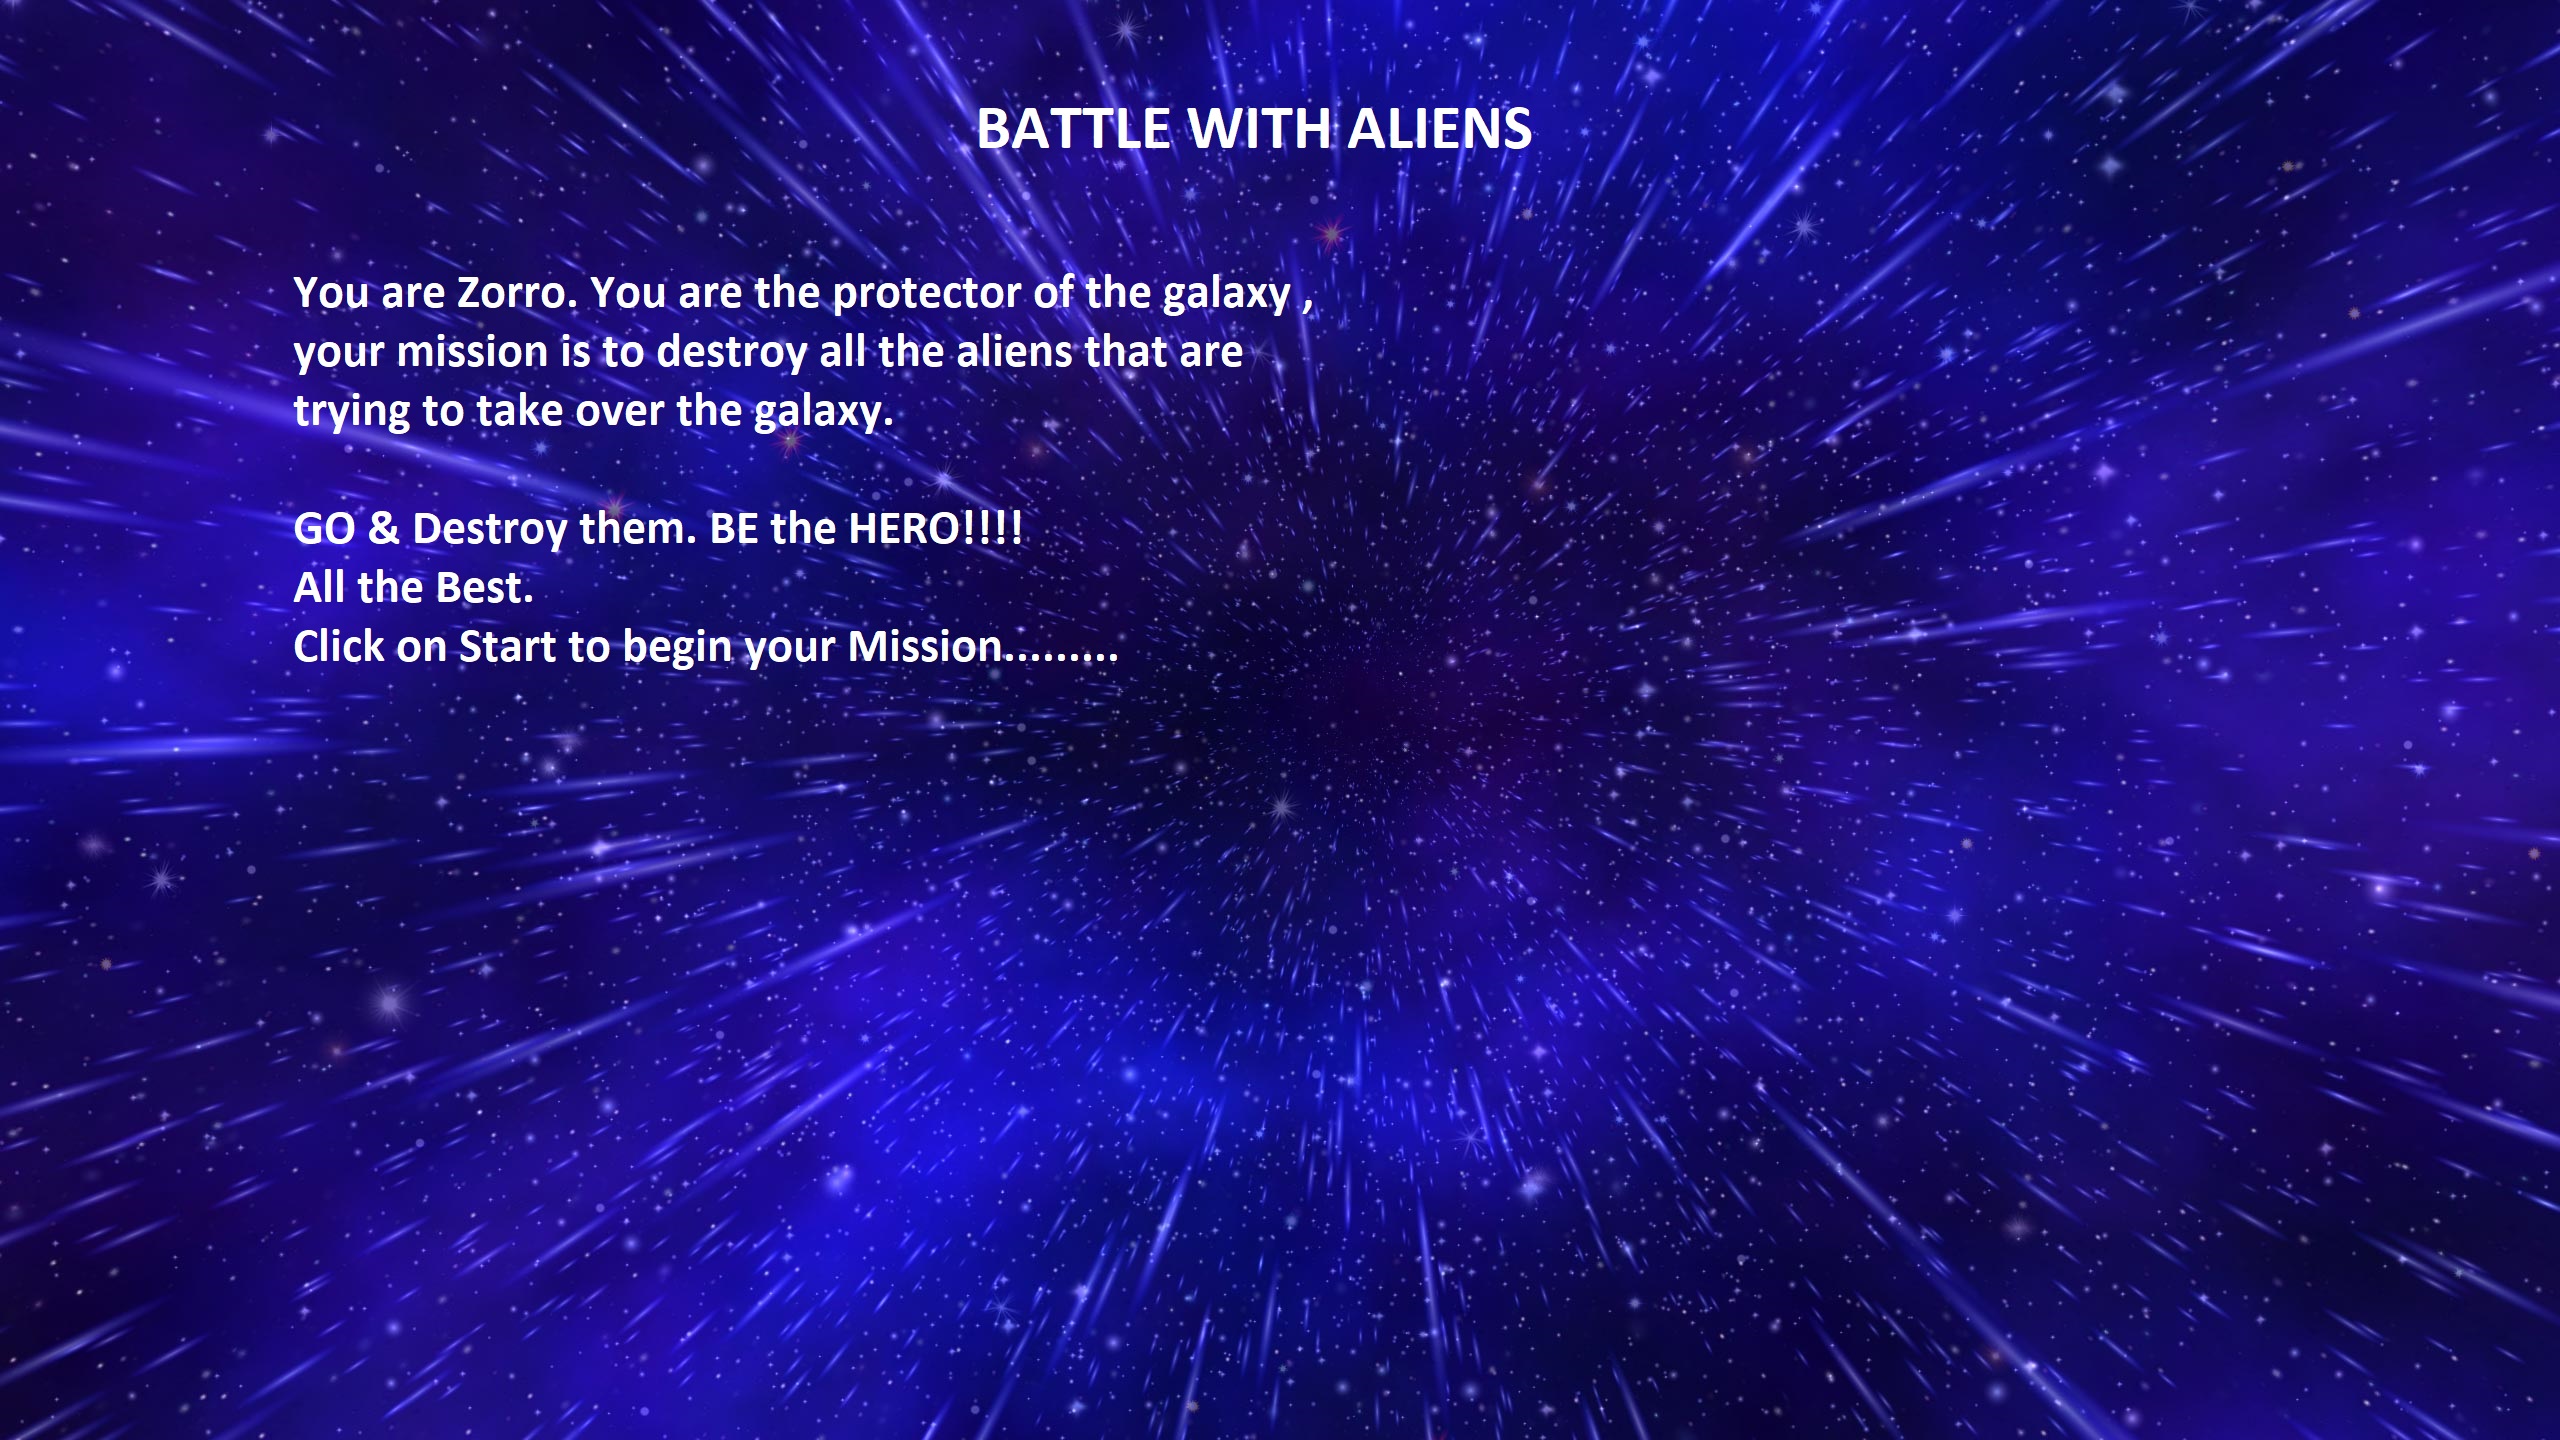 BATTLE WITH ALIENS
You are Zorro. You are the protector of the galaxy ,
your mission is to destroy all the aliens that are
trying to take over the galaxy.
GO & Destroy them. BE the HERO!!!!
All the Best.
Click on Start to begin your Mission.........